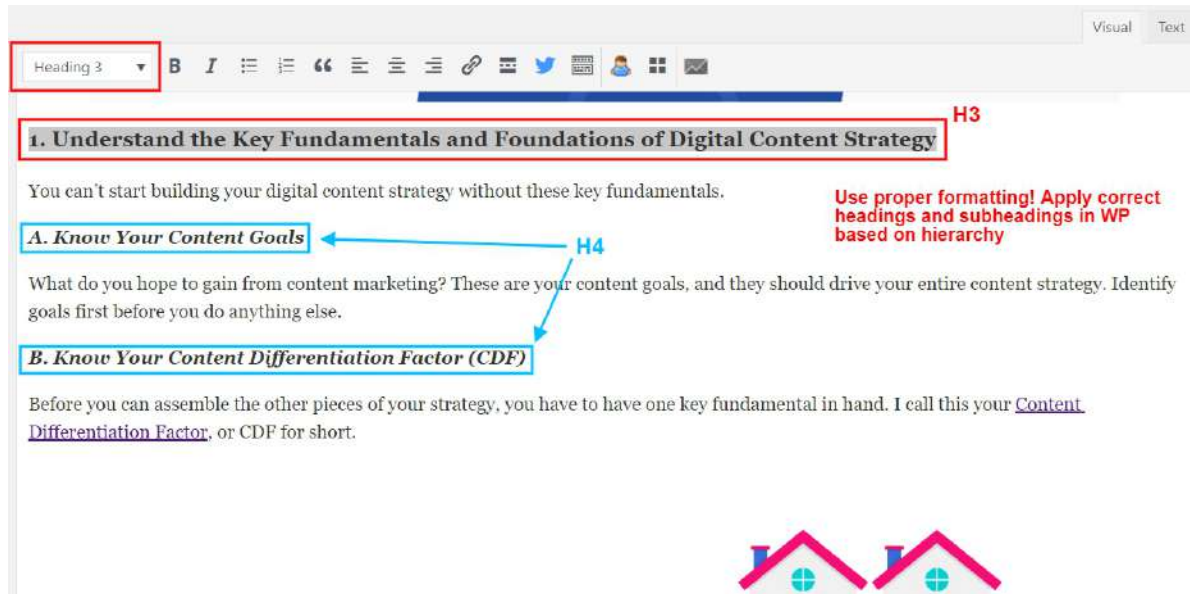 Visual Text
Heading 3
H3
1. Understand the Key Fundamentals and Foundations of Digital Content Strategy
You can't start building your digital content strategy without these key fundamentals.
Use proper formatting! Apply correct
headings and subheadings in WP
based on hierarchy
A. Know Your Content Goals
H4
What do you hope to gain from content marketing? These are your content goals, and they should drive your entire content strategy. Identify
goals first before you do anything else.
B. Know Your Content Differentiation Factor (CDF)
Before you can assemble the other pieces of your strategy, you have to have one key fundamental in hand. I call this your Content
Differentiation Factor, or CDF for short.